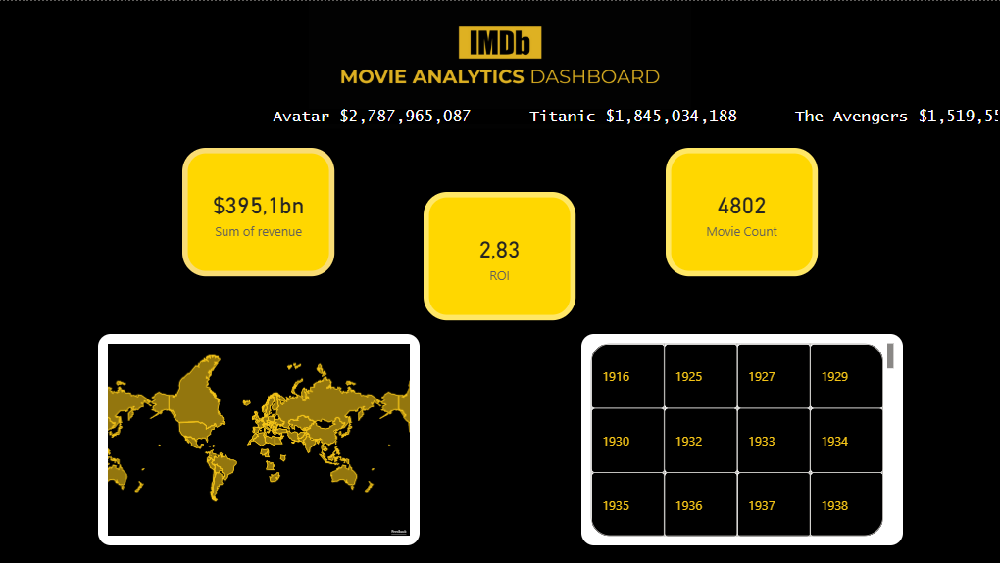 IMDb
MOVIE ANALYTICS DASHBOARD
Avatar $2,787,965,087 Titanic $1,845,034,188 The Avengers $1,519,55
$395,1bn
Sum of revenue
2,83
ROI
4802
Movie Count
1916 1925 1927 1929
1930 1932 1933 1934
1935 1936 1937 1938